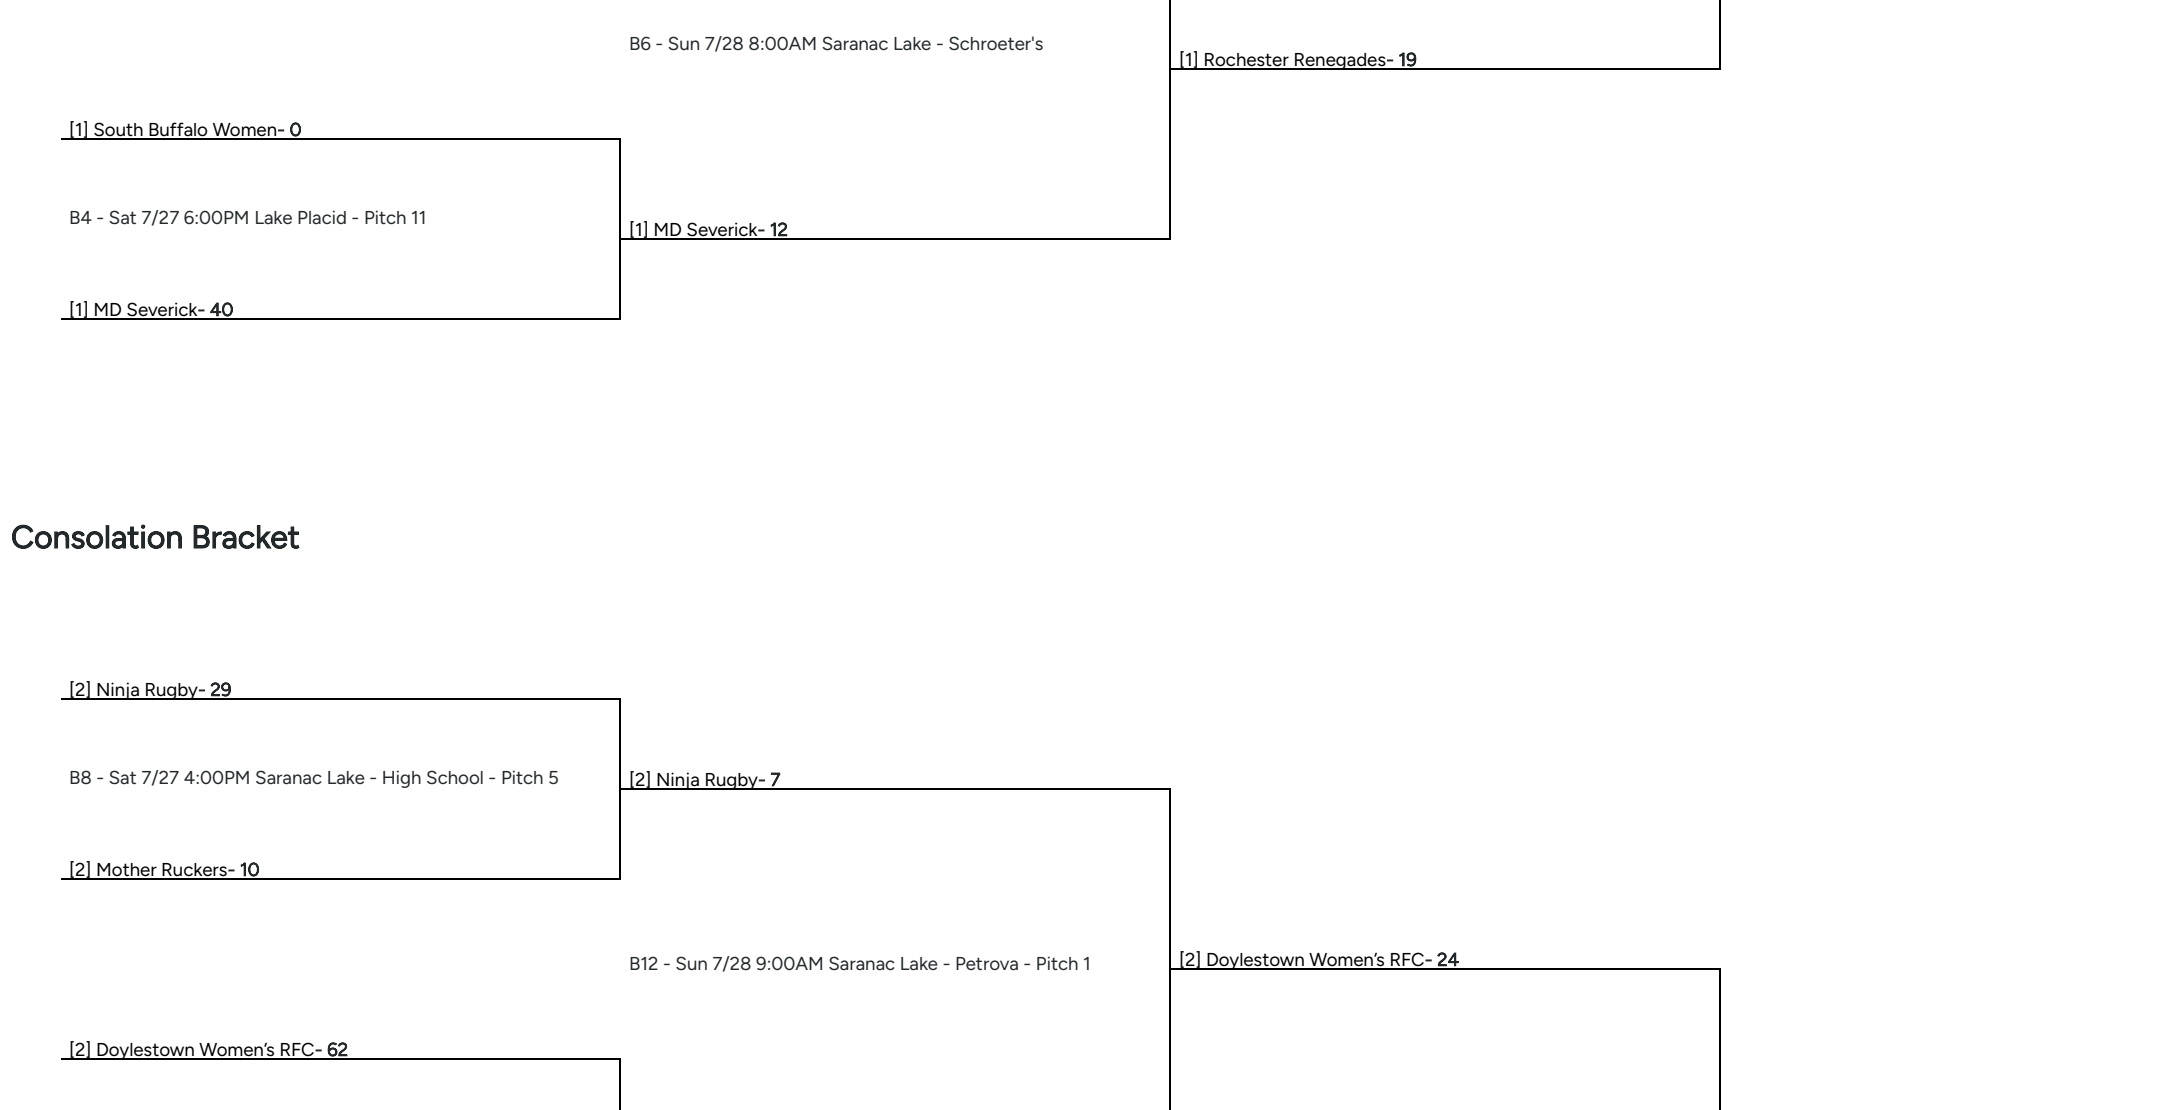 B6 - Sun 7/28 8:00AM Saranac Lake - Schroeter's
[1] Rochester Renegades- 19
[1] South Buffalo Women- 0
B4 - Sat 7/27 6:00PM Lake Placid - Pitch 11
[1] MD Severick- 12
[1] MD Severick- 40
Consolation Bracket
[2] Ninja Rugby- 29
B8 - Sat 7/27 4:00PM Saranac Lake - High School - Pitch 5
[2] Ninja Rugby- 7
[2] Mother Ruckers- 10
B12 - Sun 7/28 9:00AM Saranac Lake - Petrova - Pitch 1
[2] Doylestown Women’s RFC- 24
[2] Doylestown Women’s RFC- 62